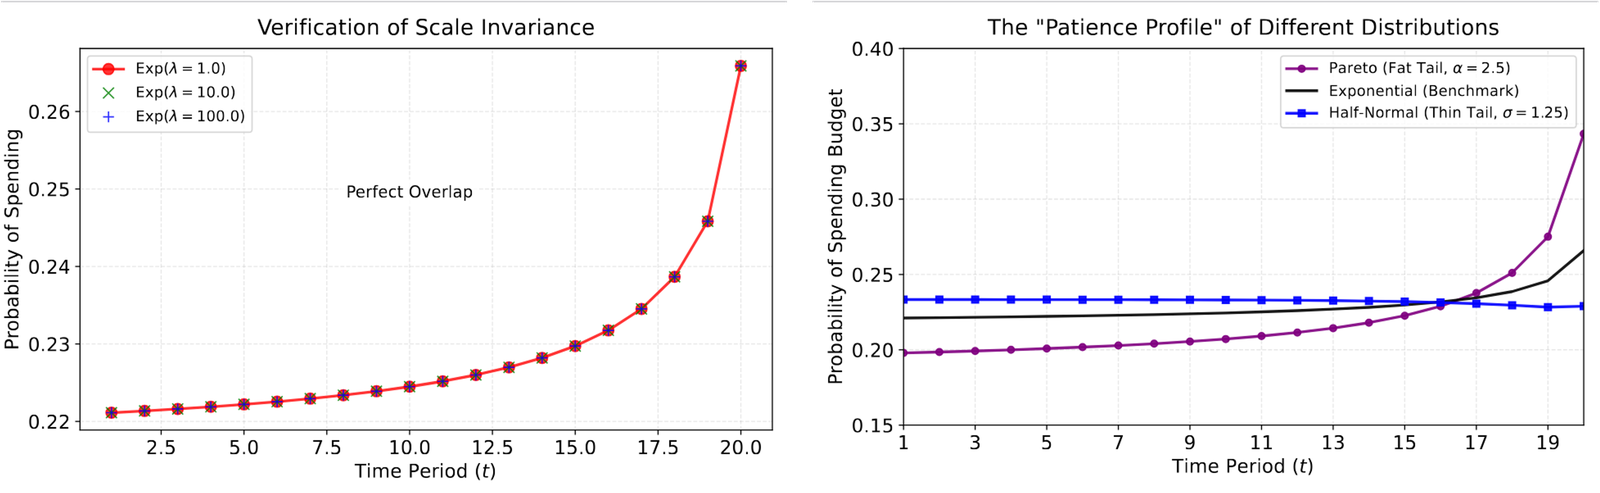 Verification of Scale Invariance
Probability of Spending
0.26
0.25
0.24
0.23
0.22
Exp(λ = 1.0)
Exp(λ = 10.0)
Exp(λ = 100.0)
Perfect Overlap
2.5 5.0 7.5 10.0 12.5 15.0 17.5 20.0
Time Period (t)
The "Patience Profile" of Different Distributions
Probability of Spending Budget
0.40
0.35
0.30
0.25
0.20
0.15
Pareto (Fat Tail, α = 2.5)
Exponential (Benchmark)
Half-Normal (Thin Tail, σ = 1.25)
1 3 5 7 9 11 13 15 17 19
Time Period (t)